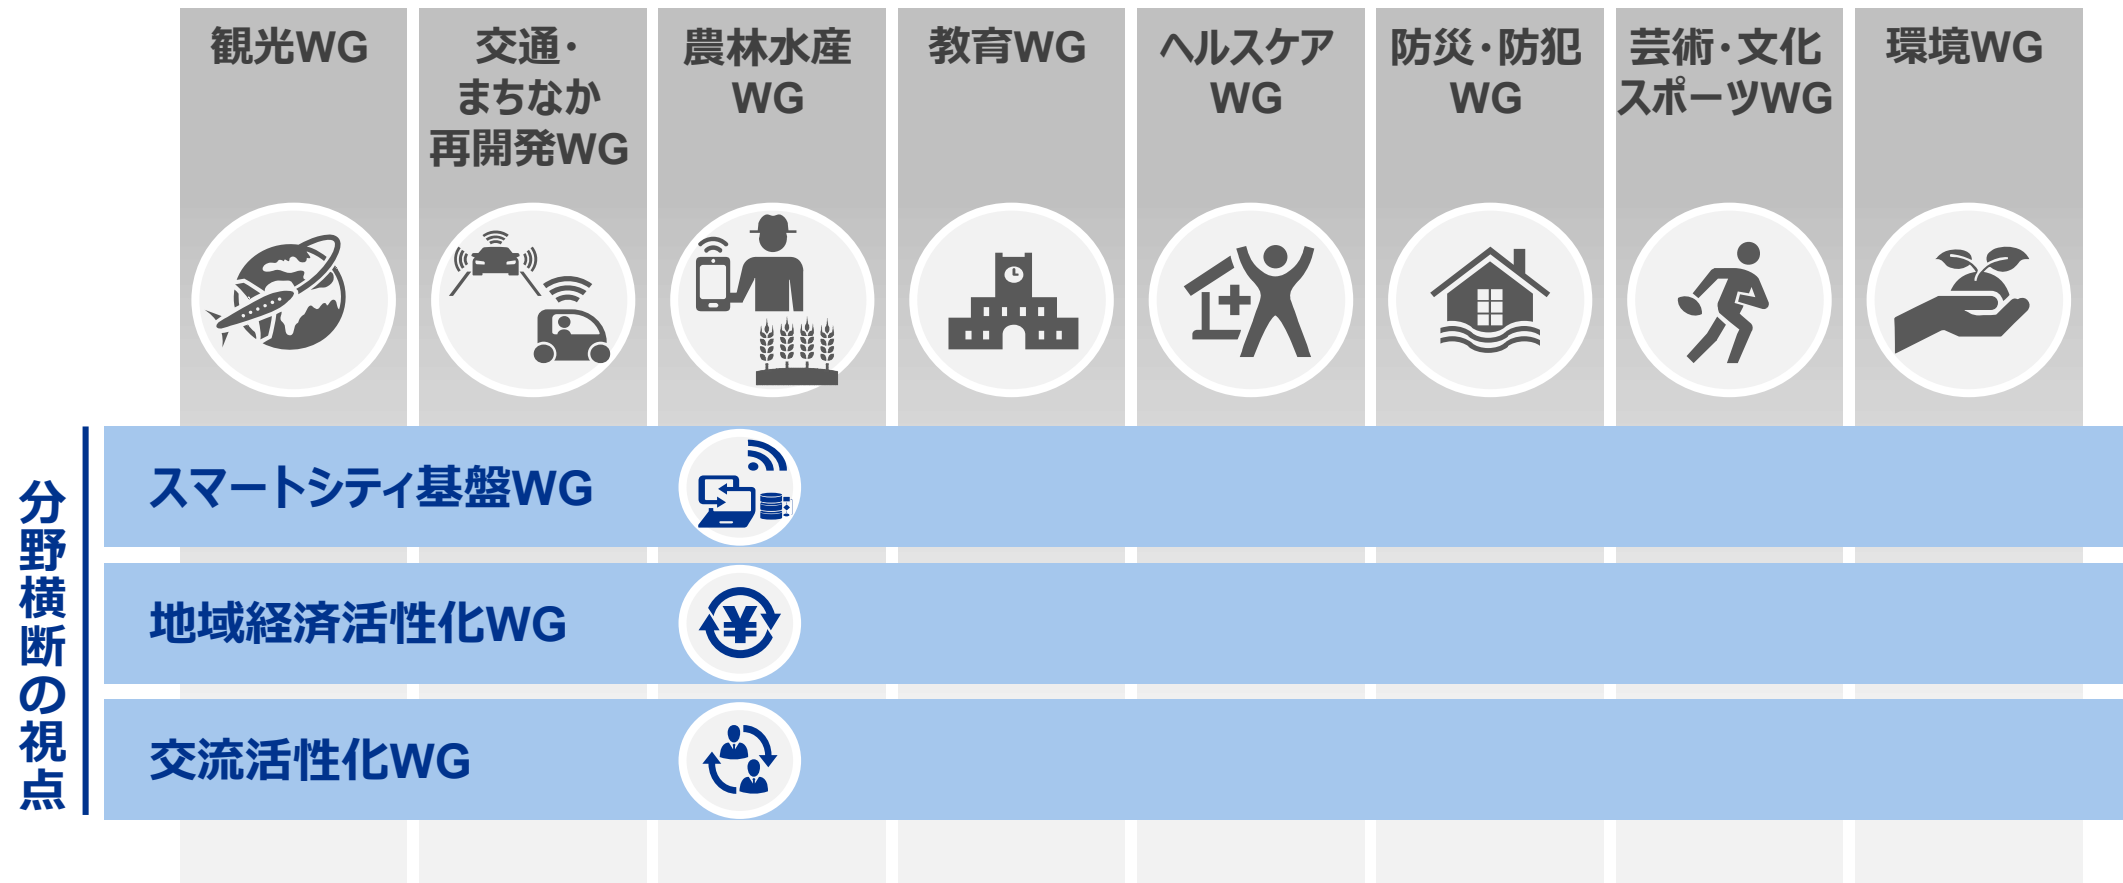 観光WG
交通・
まちなか
再開発WG
農林水産
WG
教育WG
ヘルスケア
WG
防災・防犯
WG
芸術・文化
スポーツWG
環境WG
分野横断の視点
スマートシティ基盤WG
地域経済活性化WG
¥
交流活性化WG